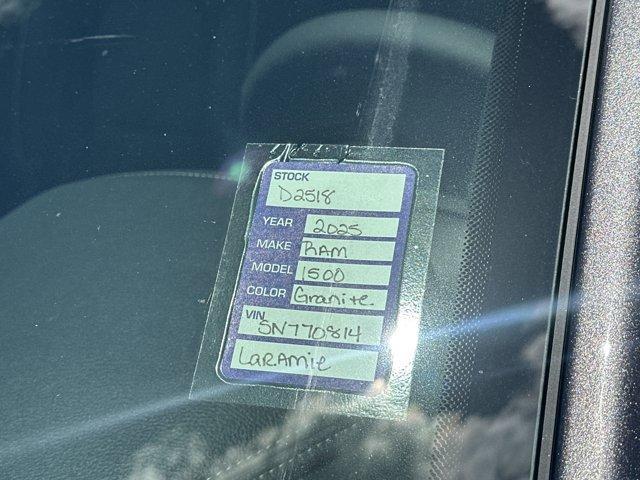 STOCK
D2518
YEAR 2025
MAKE RAM
MODEL 1500
COLOR Granite
VIN
SN770814
LaRAMie